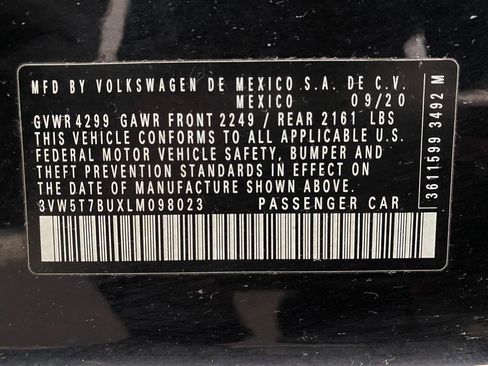 MFD BY VOLKSWAGEN DE MEXICO S.A. DE C.V.
MEXICO 09/20
GVWR 4299 GAWR FRONT 2249 / REAR 2161 LBS
THIS VEHICLE CONFORMS TO ALL APPLICABLE U.S.
FEDERAL MOTOR VEHICLE SAFETY, BUMPER AND
THEFT PREVENTION STANDARDS IN EFFECT ON
THE DATE OF MANUFACTURE SHOWN ABOVE
3VW5T7BUXLM098023 PASSENGER CAR
3611599 3492M